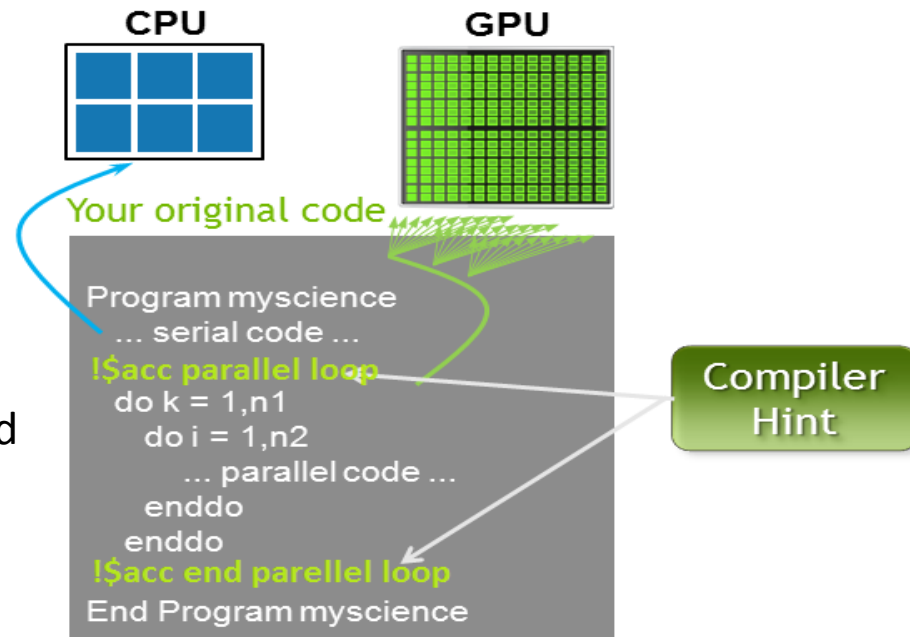 CPU
GPU
Your original code
Program myscience
... serial code ...
!$acc parallel loop
do k = 1,n1
do i = 1,n2
... parallel code ...
enddo
enddo
!$acc end parellel loop
End Program myscience
Compiler
Hint
d